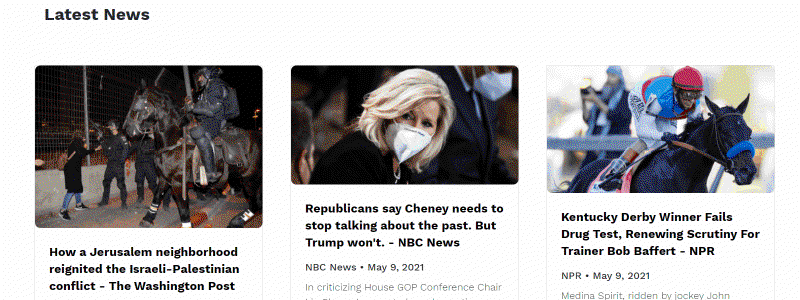 Latest News
How a Jerusalem neighborhood
reignited the Israeli-Palestinian
conflict - The Washington Post
Republicans say Cheney needs to
stop talking about the past. But
Trump won't. - NBC News
NBC News • May 9, 2021
In criticizing House GOP Conference Chair
Kentucky Derby Winner Fails
Drug Test, Renewing Scrutiny For
Trainer Bob Baffert - NPR
NPR • May 9, 2021
Medina Spirit, ridden by jockey John